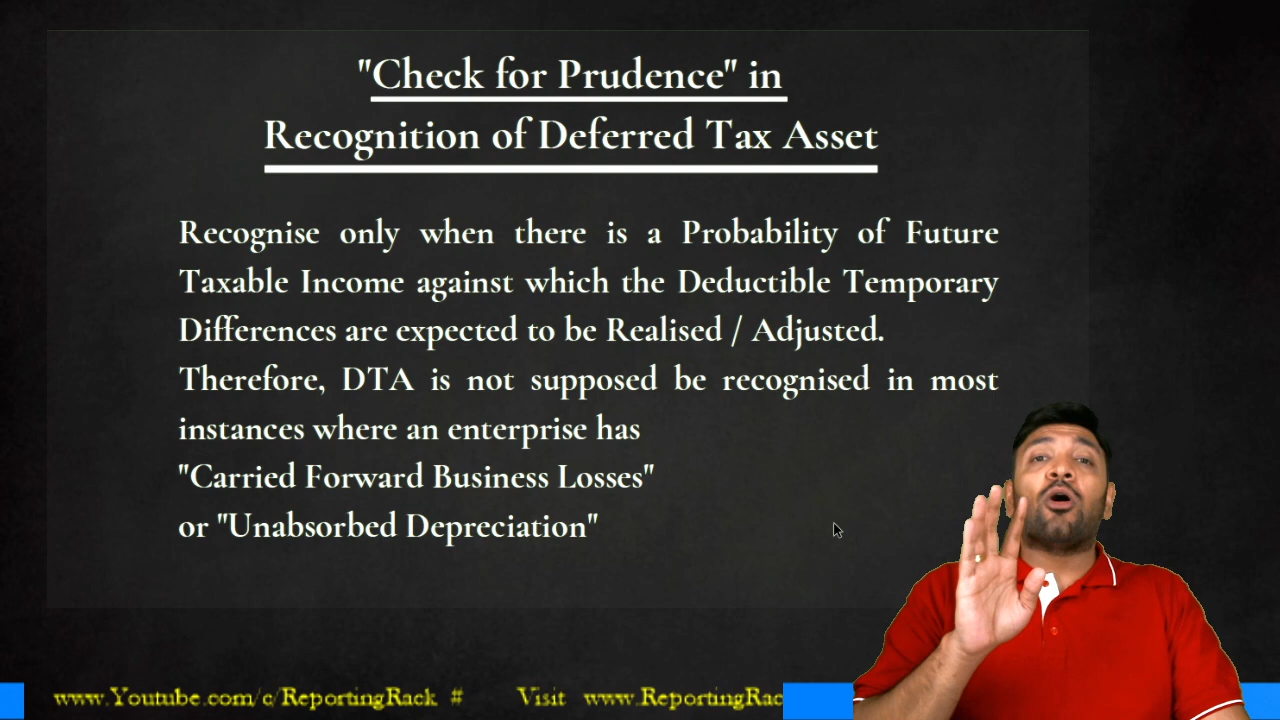 "Check for Prudence" in
Recognition of Deferred Tax Asset
Recognise only when there is a Probability of Future
Taxable Income against which the Deductible Temporary
Differences are expected to be Realised / Adjusted.
Therefore, DTA is not supposed be recognised in most
instances where an enterprise has
"Carried Forward Business Losses"
or "Unabsorbed Depreciation"
www.Youtube.com/c/ReportingRack # Visit www.ReportingRac